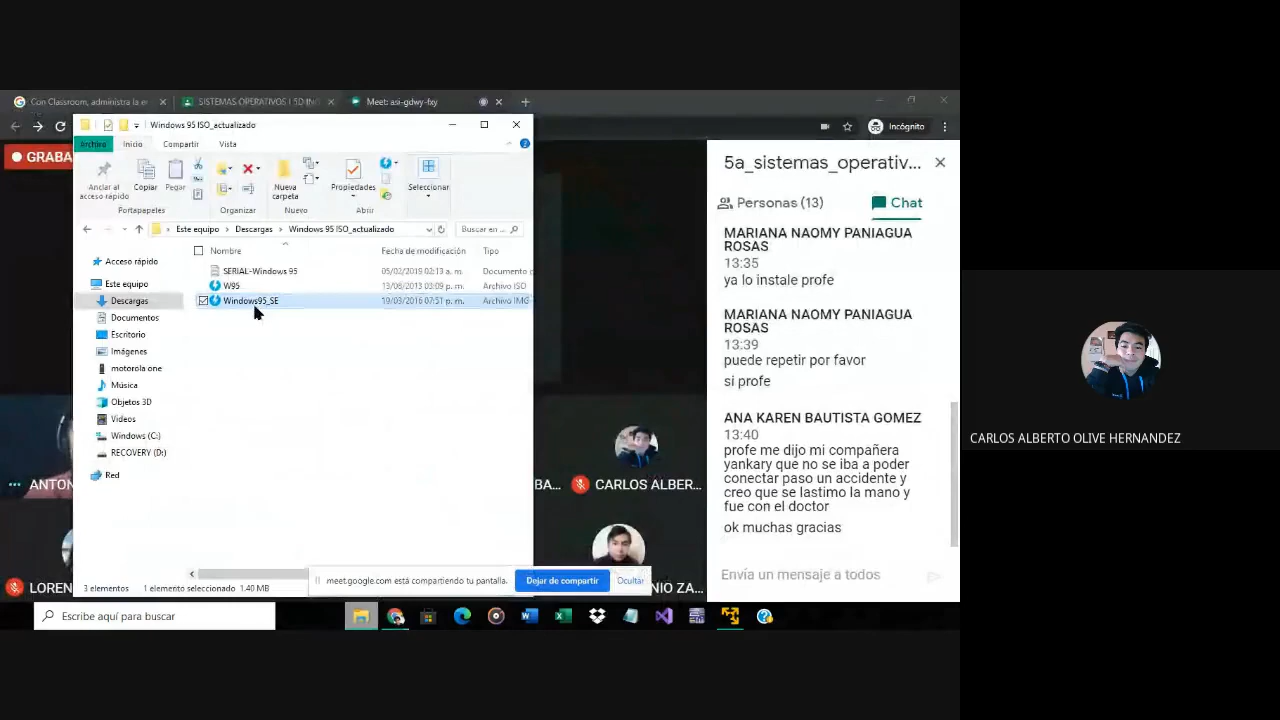 Con Classroom, administra la en
SISTEMAS OPERATIVOS ( 5D IN
Meet: asi-gdwy-fxy
Incógnito
GRABA
Windows 95 ISO_actualizado
Archivo
Inicio
Compartir
Vista
Anclar al
acceso rápido
Copiar
Pegar
Nueva
carpeta
Propiedades
Seleccionar
Portapapeles
Organizar
Nuevo
Abrir
Este equipo
Descargas
Windows 95 ISO_actualizado
Buscar en ...
Nombre
Fecha de modificación
Tipo
SERIAL-Windows 95
05/02/2019 02:13 a. m.
Documento d
W95
13/08/2013 03:09 p. m.
Archivo ISO
Windows95_SE
19/03/2016 07:51 p. m.
Archivo IMG
Acceso rápido
Este equipo
Descargas
Documentos
Escritorio
Imágenes
motorola one
Música
Objetos 3D
Videos
Windows (C:)
RECOVERY (D:)
Red
3 elementos
1 elemento seleccionado 1.40 MB
meet.google.com está compartiendo tu pantalla.
Dejar de compartir
Ocultar
ANTON
LOREN
BA...
CARLOS ALBER...
NIO ZA...
5a_sistemas_operativ...
Personas (13)
Chat
MARIANA NAOMY PANIAGUA
ROSAS
13:35
ya lo instale profe
MARIANA NAOMY PANIAGUA
ROSAS
13:39
puede repetir por favor
si profe
ANA KAREN BAUTISTA GOMEZ
13:40
profe me dijo mi compañera
yankary que no se iba a poder
conectar paso un accidente y
creo que se lastimo la mano y
fue con el doctor
ok muchas gracias
Envía un mensaje a todos
Escribe aquí para buscar
CARLOS ALBERTO OLIVE HERNANDEZ